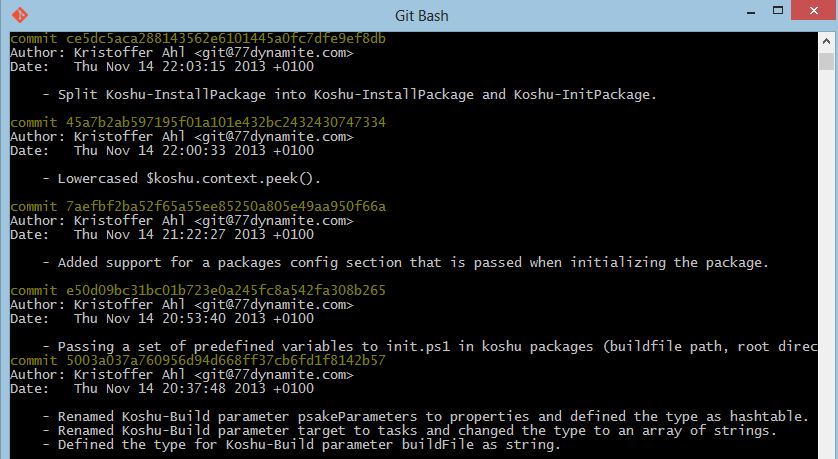 Git Bash
commit ce5dc5aca288143562e6101445a0fc7dfe9ef8db
Author: Kristoffer Ahl <git@77dynamite.com>
Date:   Thu Nov 14 22:03:15 2013 +0100
- Split Koshu-InstallPackage into Koshu-InstallPackage and Koshu-InitPackage.
commit 45a7b2ab597195f01a101e432bc2432430747334
Author: Kristoffer Ahl <git@77dynamite.com>
Date:   Thu Nov 14 22:00:33 2013 +0100
- Lowercased $koshu.context.peek().
commit 7aefbf2ba52f65a55ee85250a805e49aa950f66a
Author: Kristoffer Ahl <git@77dynamite.com>
Date:   Thu Nov 14 21:22:27 2013 +0100
- Added support for a packages config section that is passed when initializing the package.
commit e50d09bc31bc01b723e0a245fc8a542fa308b265
Author: Kristoffer Ahl <git@77dynamite.com>
Date:   Thu Nov 14 20:53:40 2013 +0100
- Passing a set of predefined variables to init.ps1 in koshu packages (buildfile path, root direc
commit 5003a037a760956d94d668ff37cb6fd1f8142b57
Author: Kristoffer Ahl <git@77dynamite.com>
Date:   Thu Nov 14 20:37:48 2013 +0100
- Renamed Koshu-Build parameter psakeParameters to properties and defined the type as hashtable.
- Renamed Koshu-Build parameter target to tasks and changed the type to an array of strings.
- Defined the type for Koshu-Build parameter buildFile as string.